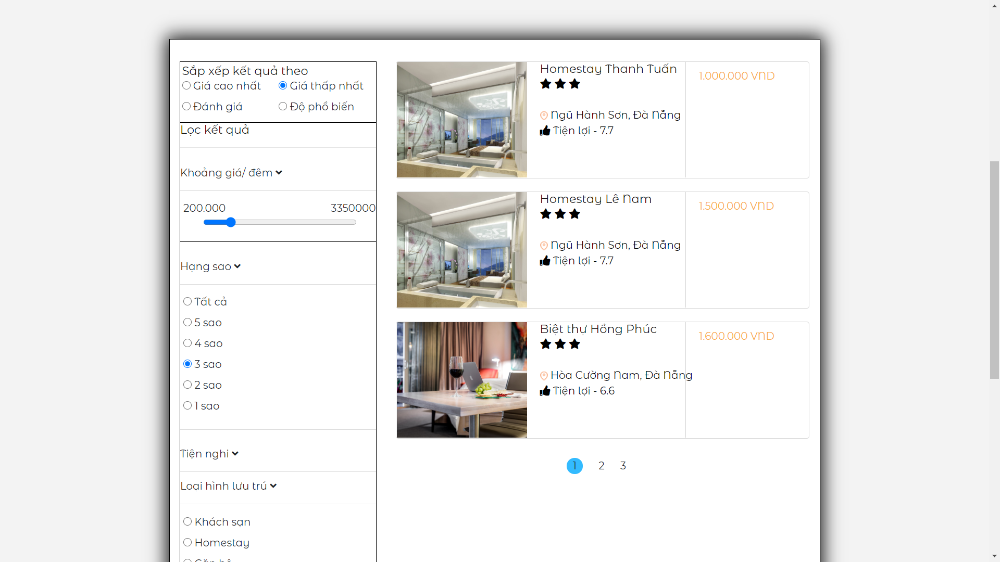 Sắp xếp kết quả theo
Giá cao nhất
Giá thấp nhất
Đánh giá
Độ phổ biến
Lọc kết quả
Khoảng giá/ đêm
200.000
3350000
Hạng sao
Tất cả
5 sao
4 sao
3 sao
2 sao
1 sao
Tiện nghi
Loại hình lưu trú
Khách sạn
Homestay
Homestay Thanh Tuấn
1.000.000 VND
Ngũ Hành Sơn, Đà Nẵng
Tiện lợi - 7.7
Homestay Lê Nam
1.500.000 VND
Ngũ Hành Sơn, Đà Nẵng
Tiện lợi - 7.7
Biệt thự Hồng Phúc
1.600.000 VND
Hòa Cường Nam, Đà Nẵng
Tiện lợi - 6.6
1 2 3